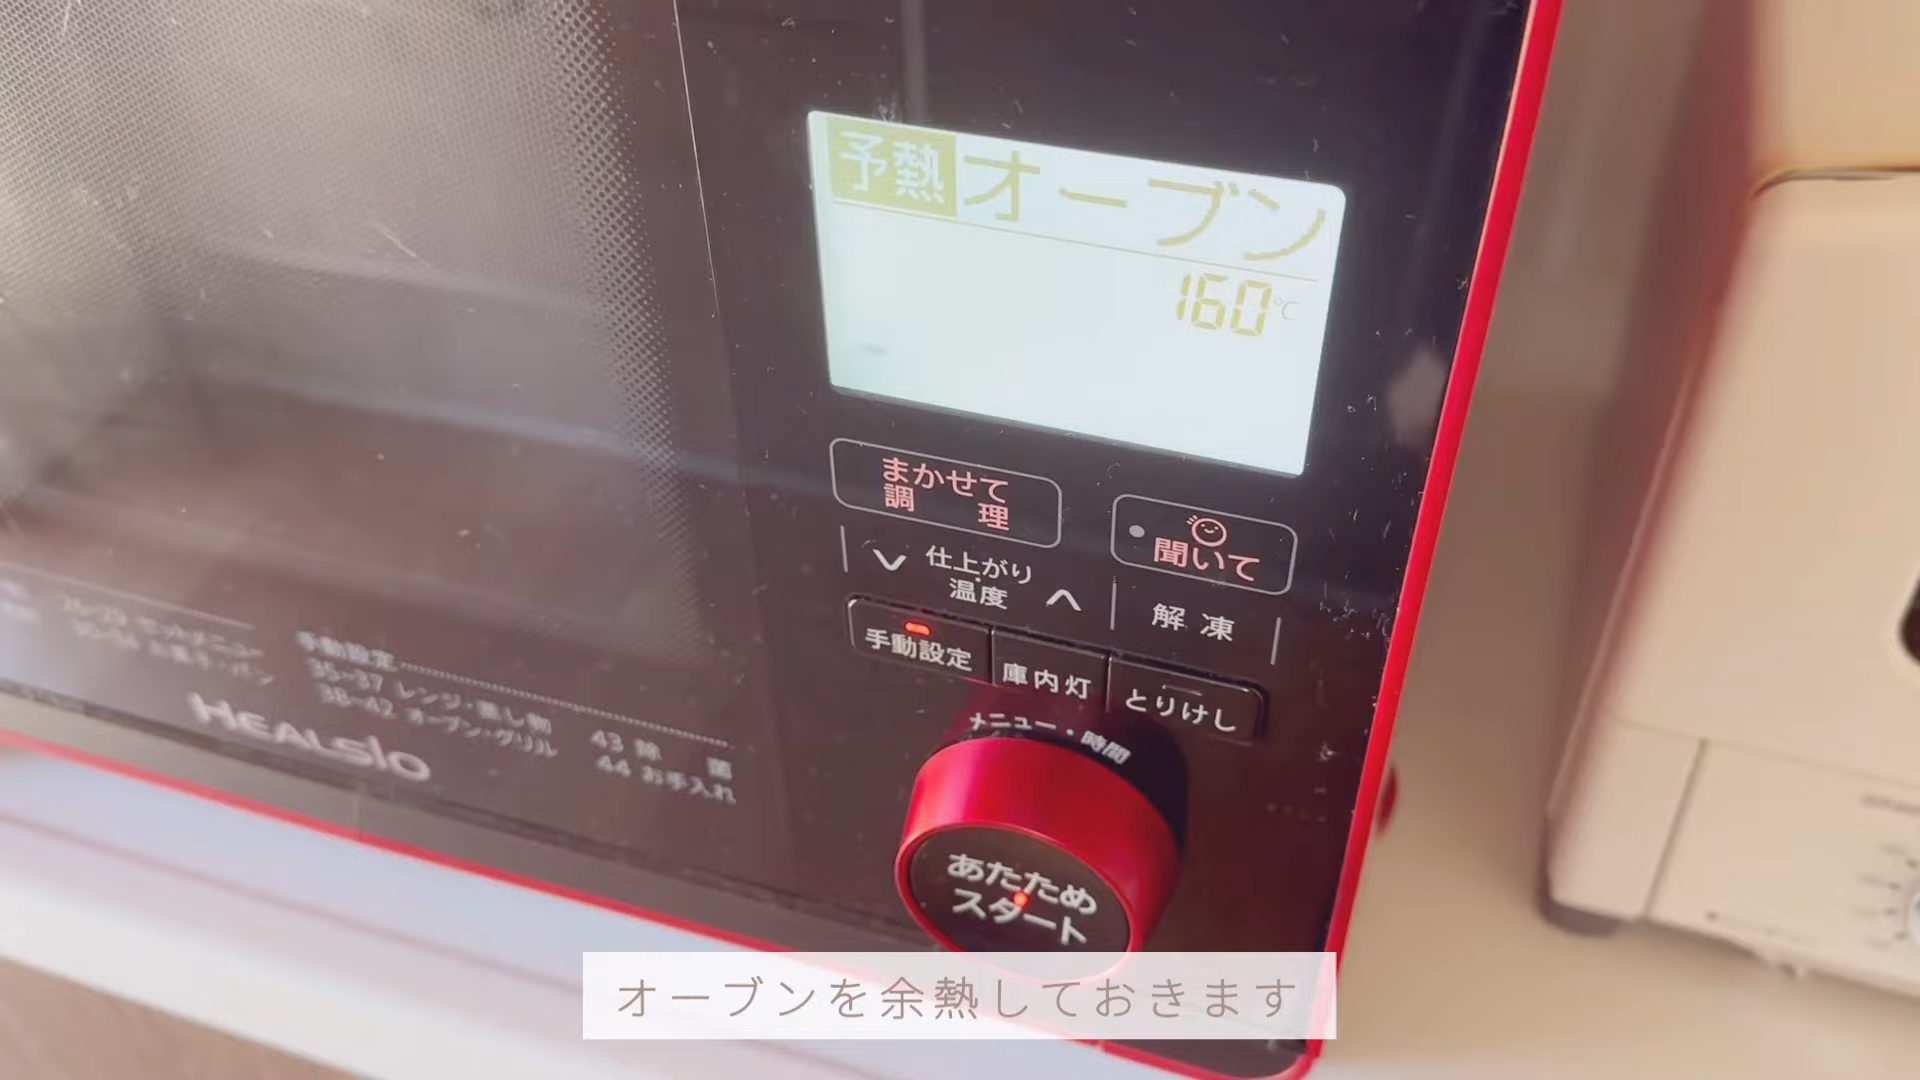 予熱オーブン
160℃
まかせて
調理
聞いて
仕上がり
温度
解凍
手動設定
庫内灯
とりけし
メニュー・時間
あたため
スタート
手動設定
35~37 レンジ・蒸し物
38~42 オーブン・グリル
43 除菌
44 お手入れ
HEALSIO
オーブンを余熱しておきます